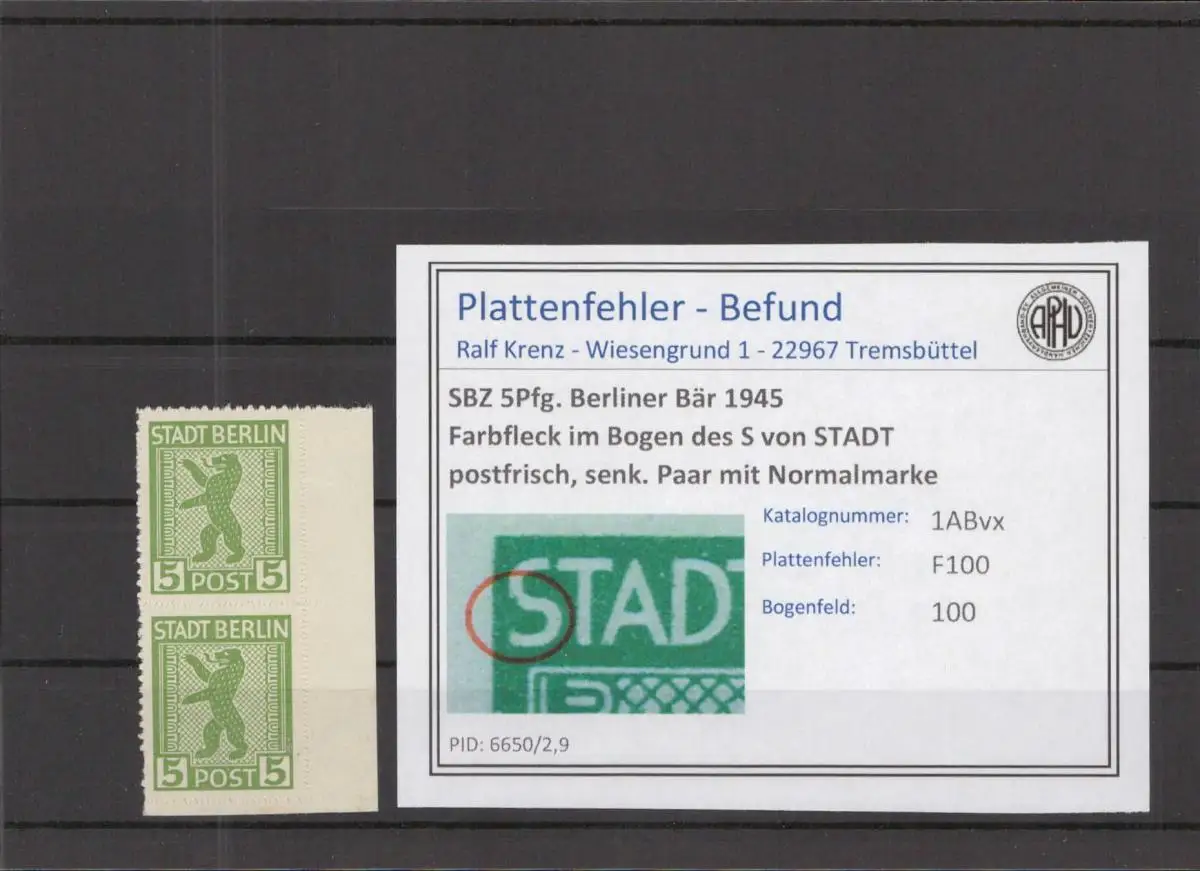 STADT BERLIN
5 POST 5
STADT BERLIN
5 POST 5
Plattenfehler - Befund
Ralf Krenz - Wiesengrund 1 - 22967 Tremsbüttel
APHV
SBZ 5Pfg. Berliner Bär 1945
Farbfleck im Bogen des S von STADT
postfrisch, senk. Paar mit Normalmarke
STADT
Katalognummer: 1ABvx
Plattenfehler: F100
Bogenfeld: 100
PID: 6650/2,9